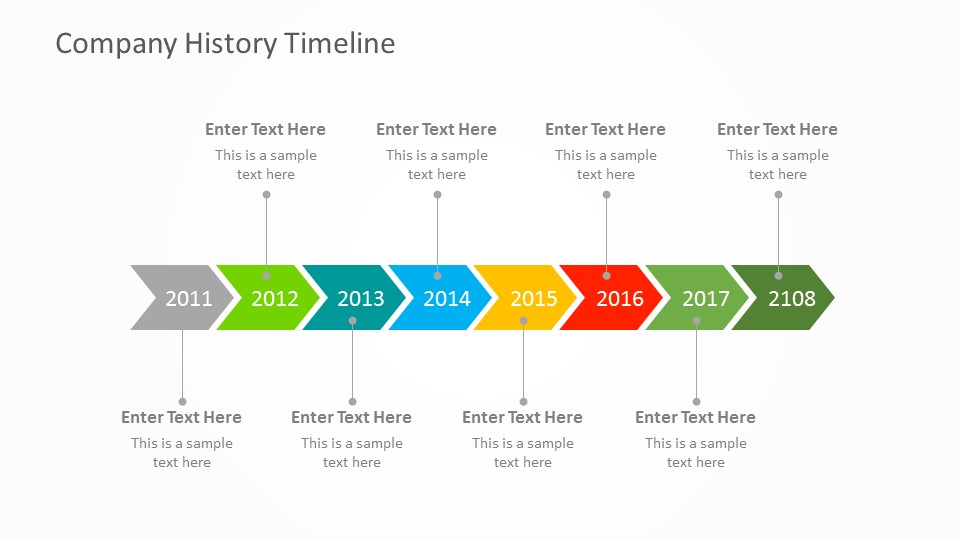 Company History Timeline
Enter Text Here
This is a sample
text here
Enter Text Here
This is a sample
text here
Enter Text Here
This is a sample
text here
Enter Text Here
This is a sample
text here
2011
2012
2013
2014
2015
2016
2017
2108
Enter Text Here
This is a sample
text here
Enter Text Here
This is a sample
text here
Enter Text Here
This is a sample
text here
Enter Text Here
This is a sample
text here